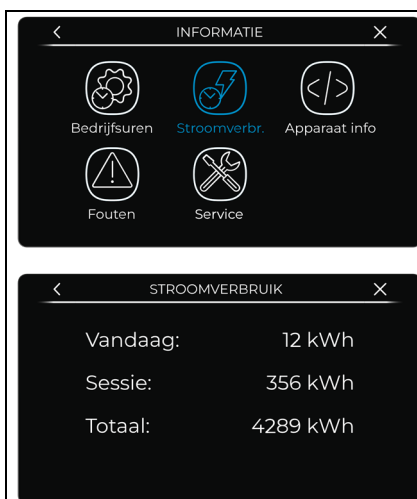 INFORMATIE
Bedrijfsuren Stroomverbr. Apparaat info
Fouten Service
STROOMVERBRUIK
Vandaag: 12 kWh
Sessie: 356 kWh
Totaal: 4289 kWh